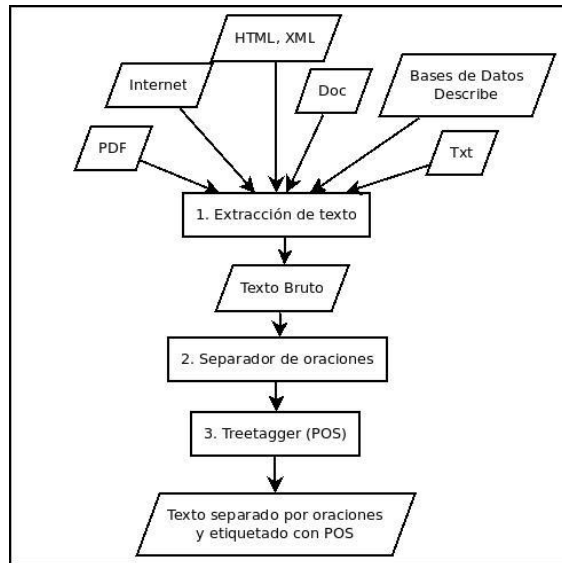 HTML, XML
Internet
Doc
Bases de Datos
Describe
PDF
Txt
1. Extracción de texto
Texto Bruto
2. Separador de oraciones
3. Treetagger (POS)
Texto separado por oraciones
y etiquetado con POS